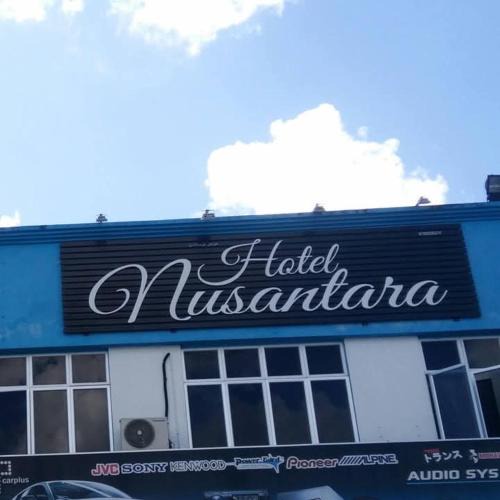 Hotel
Nusantara
JVC SONY KENWOOD Pioneer ALPINE
トランス
AUDIO SYS
carplus